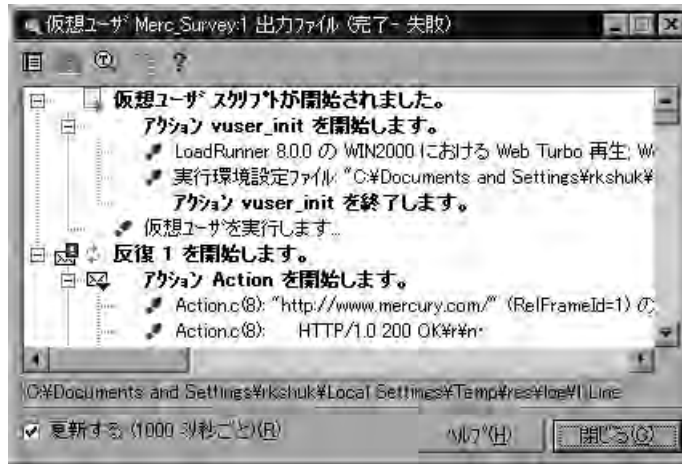 仮想ﾕｰｻﾞ Merc_Survey:1 出力ﾌｧｲﾙ (完了- 失敗)
仮想ﾕｰｻﾞ ｽｸﾘﾌﾟﾄが開始されました。
ｱｸｼｮﾝ vuser_init を開始します。
LoadRunner 8.0.0 の WIN2000 における Web Turbo 再生;
実行環境設定ﾌｧｲﾙ: "C:¥Documents and Settings¥rkshuk¥
ｱｸｼｮﾝ vuser_init を終了します。
仮想ﾕｰｻﾞを実行します...
反復 1 を開始します。
ｱｸｼｮﾝ Action を開始します。
Action.c(8): "http://www.mercury.com/" (RelFrameId=1) の
Action.c(8): HTTP/1.0 200 OK¥r¥n
C:¥Documents and Settings¥rkshuk¥Local Settings¥Temp¥res¥log¥ Line
更新する (1000 ﾐﾘ秒ごと)(R)
ﾍﾙﾌﾟ(H)
閉じる(C)